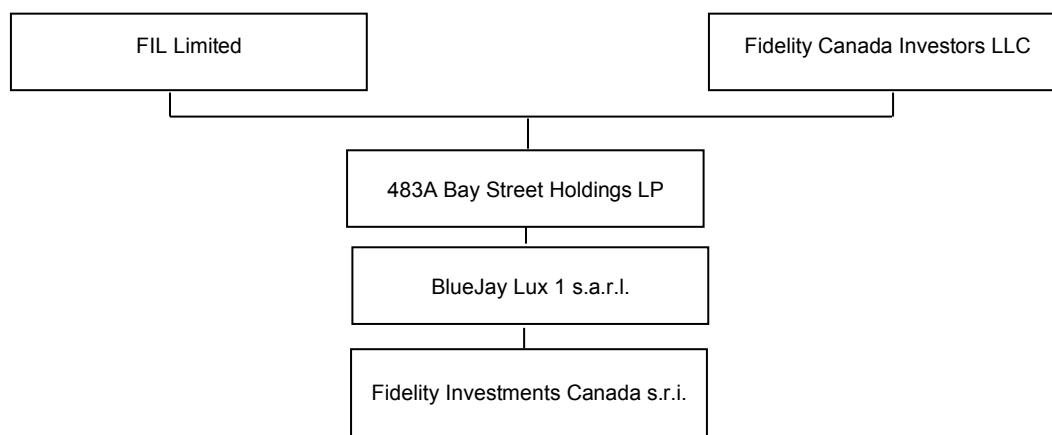 FIL Limited
Fidelity Canada Investors LLC
483A Bay Street Holdings LP
BlueJay Lux 1 s.a.r.l.
Fidelity Investments Canada s.r.i.